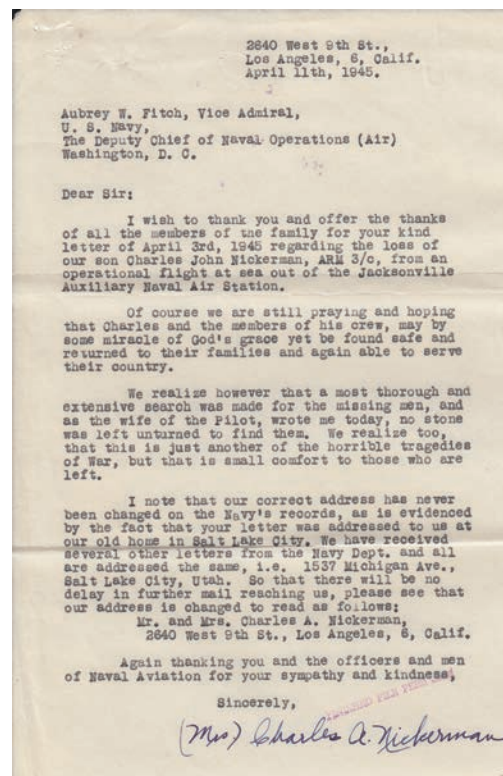 2640 West 9th St.,
Los Angeles, 6, Calif.
April 11th, 1945.
Aubrey W. Fitch, Vice Admiral,
U. S. Navy,
The Deputy Chief of Naval Operations (Air)
Washington, D. C.
Dear Sir:
I wish to thank you and offer the thanks
of all the members of the family for your kind
letter of April 3rd, 1945 regarding the loss of
our son Charles John Nickerman, ARM 3/c, from an
operational flight at sea out of the Jacksonville
Auxiliary Naval Air Station.
Of course we are still praying and hoping
that Charles and the members of his crew, may by
some miracle of God's grace yet be found safe and
returned to their families and again able to serve
their country.
We realize however that a most thorough and
extensive search was made for the missing men, and
as the wife of the Pilot, wrote me today, no stone
was left unturned to find them. We realize too,
that this is just another of the horrible tragedies
of War, but that is small comfort to those who are
left.
I note that our correct address has never
been changed on the Navy's records, as is evidenced
by the fact that your letter was addressed to us at
our old home in Salt Lake City. We have received
several other letters from the Navy Dept. and all
are addressed the same, i.e. 1537 Michigan Ave.,
Salt Lake City, Utah. So that there will be no
delay in further mail reaching us, please see that
our address is changed to read as follows:
Mr. and Mrs. Charles A. Nickerman,
2640 West 9th St., Los Angeles, 6, Calif.
Again thanking you and the officers and men
of Naval Aviation for your sympathy and kindness,
Sincerely,
(Mrs) Charles A. Nickerman